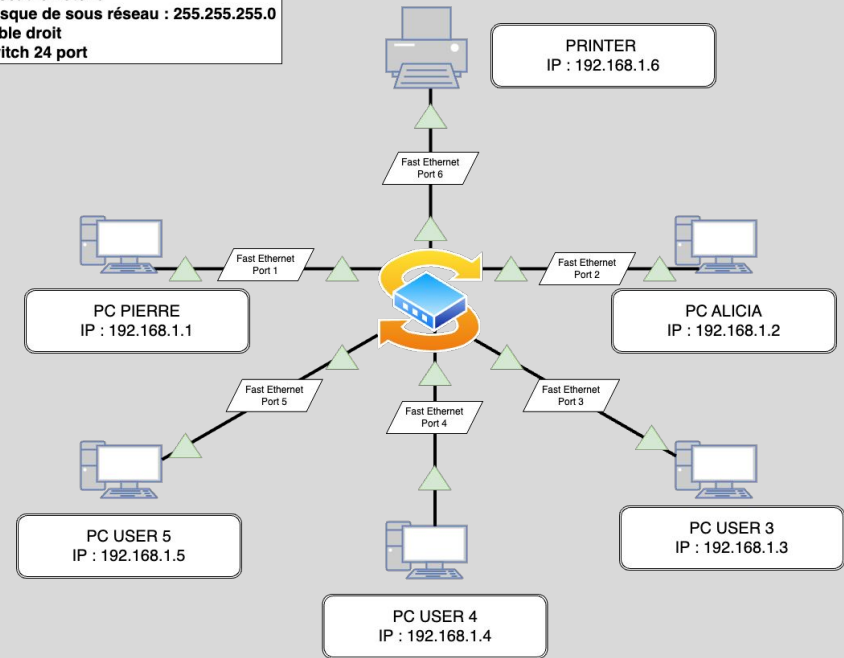 sque de sous réseau : 255.255.255.0
ble droit
itch 24 port
PRINTER
IP : 192.168.1.6
Fast Ethernet
Port 6
Fast Ethernet
Port 1
Fast Ethernet
Port 2
PC PIERRE
IP : 192.168.1.1
PC ALICIA
IP : 192.168.1.2
Fast Ethernet
Port 5
Fast Ethernet
Port 4
Fast Ethernet
Port 3
PC USER 5
IP : 192.168.1.5
PC USER 3
IP : 192.168.1.3
PC USER 4
IP : 192.168.1.4